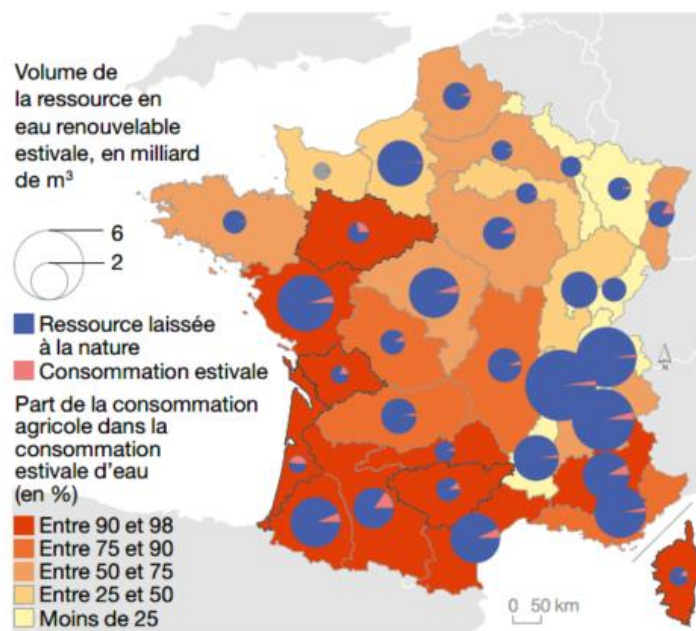 Volume de
la ressource en
eau renouvelable
estivale, en milliard
de m³
6
2
Ressource laissée
à la nature
Consommation estivale
Part de la consommation
agricole dans la
consommation
estivale d'eau
(en %)
Entre 90 et 98
Entre 75 et 90
Entre 50 et 75
Entre 25 et 50
Moins de 25
N
0 50 km